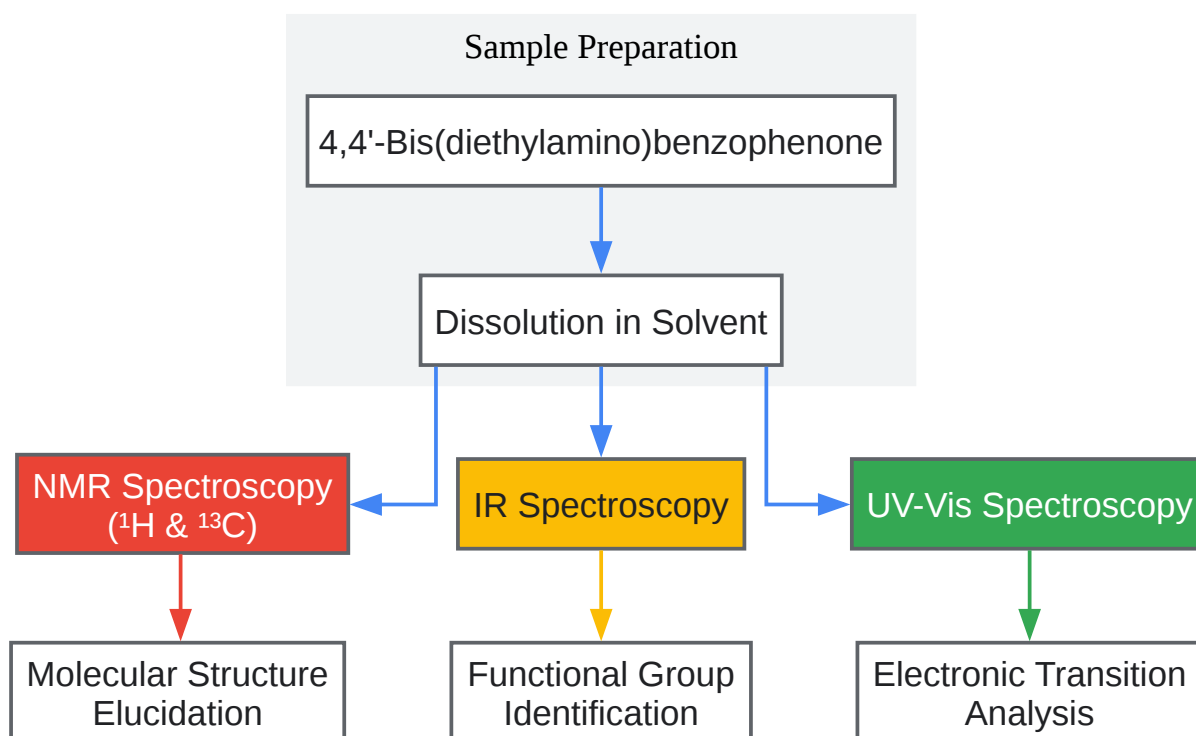 Sample Preparation
4,4'-Bis(diethylamino)benzophenone
Dissolution in Solvent
NMR Spectroscopy
(¹H & ¹³C)
IR Spectroscopy
UV-Vis Spectroscopy
Molecular Structure
Elucidation
Functional Group
Identification
Electronic Transition
Analysis